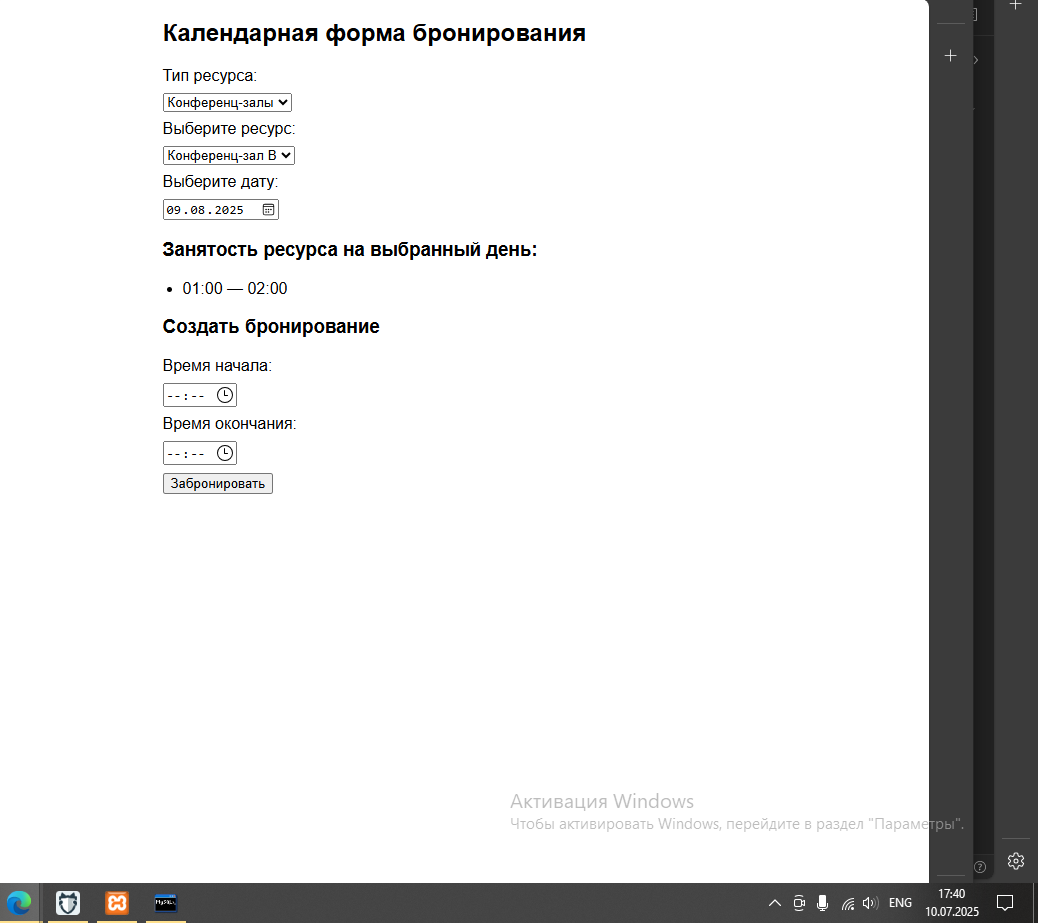 Календарная форма бронирования
Тип ресурса:
Конференц-залы
Выберите ресурс:
Конференц-зал B
Выберите дату:
09.08.2025
Занятость ресурса на выбранный день:
• 01:00 — 02:00
Создать бронирование
Время начала:
--:--
Время окончания:
--:--
Забронировать
Активация Windows
Чтобы активировать Windows, перейдите в раздел "Параметры".
MySQL
ENG
17:40
10.07.2025